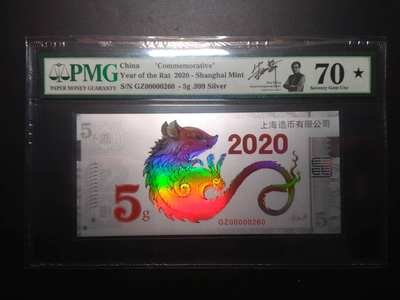 PMG
PAPER MONEY GUARANTY
China "Commemorative"
Year of the Rat 2020 - Shanghai Mint
S/N GZ00000260 - 5g .999 Silver
70 ★
Seventy Gem Unc
上海造币有限公司
5
2020
5g
GZ00000260